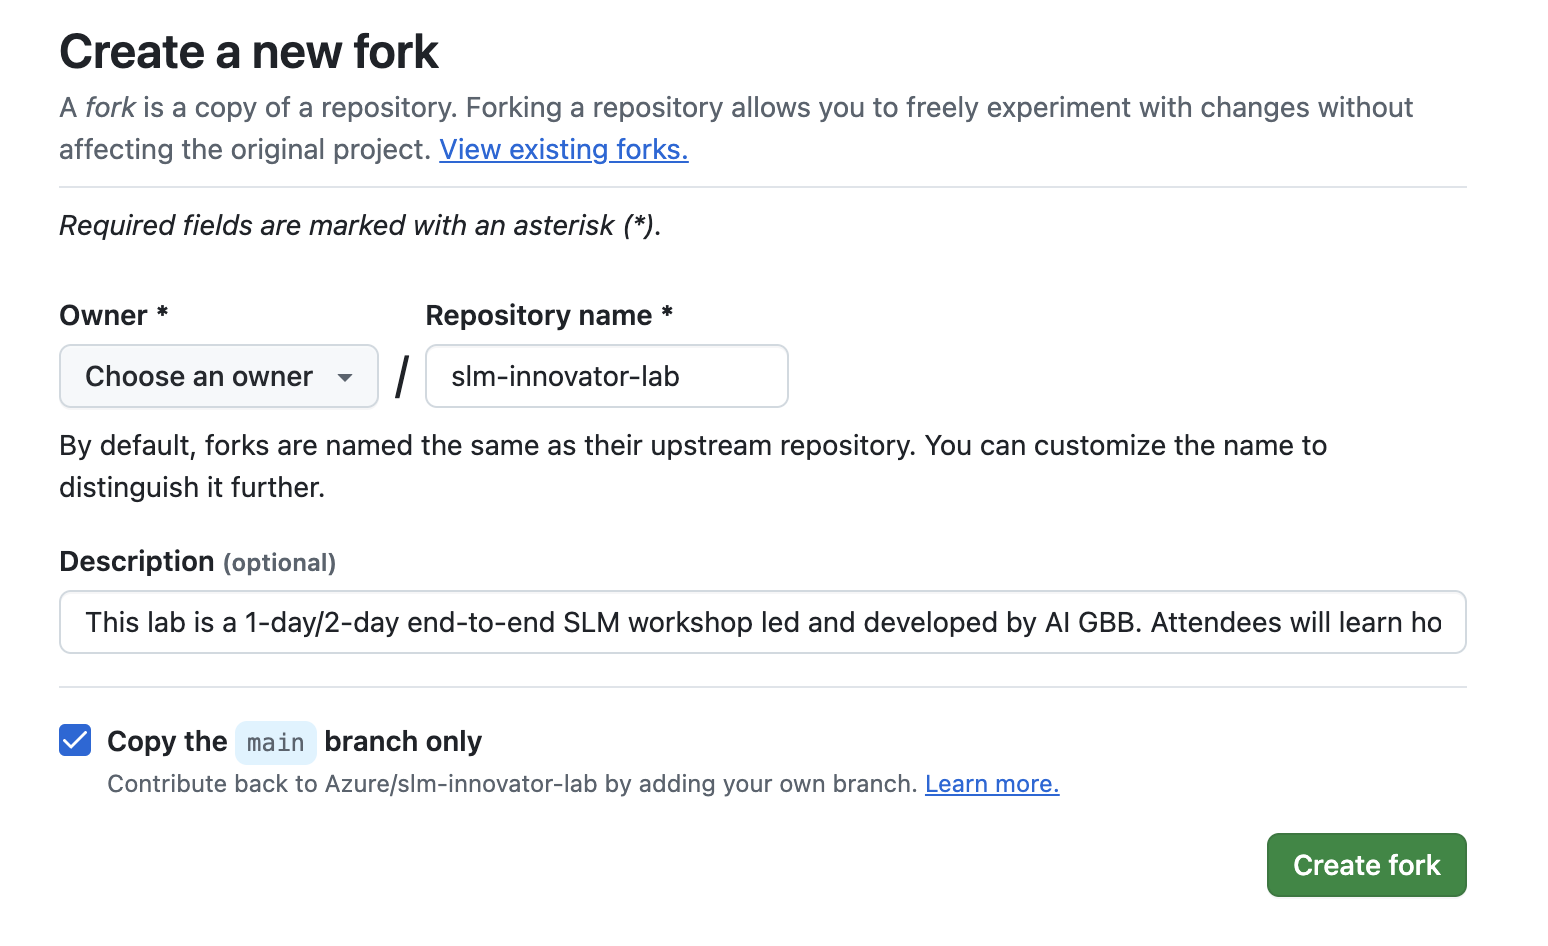 Create a new fork
A fork is a copy of a repository. Forking a repository allows you to freely experiment with changes without
affecting the original project. View existing forks.
Required fields are marked with an asterisk (*).
Owner *
Repository name *
Choose an owner
/
slm-innovator-lab
By default, forks are named the same as their upstream repository. You can customize the name to
distinguish it further.
Description (optional)
This lab is a 1-day/2-day end-to-end SLM workshop led and developed by AI GBB. Attendees will learn ho
Copy the main branch only
Contribute back to Azure/slm-innovator-lab by adding your own branch. Learn more.
Create fork